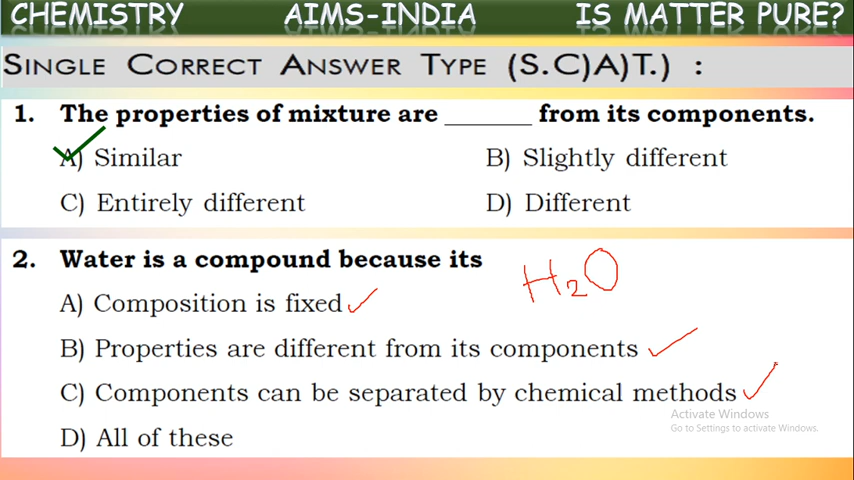 CHEMISTRY AIMS-INDIA IS MATTER PURE?
SINGLE CORRECT ANSWER TYPE (S.C)A)T.) :
1. The properties of mixture are ______ from its components.
A) Similar B) Slightly different
C) Entirely different D) Different
2. Water is a compound because its
H₂O
A) Composition is fixed
B) Properties are different from its components
C) Components can be separated by chemical methods
Activate Windows
Go to Settings to activate Windows.
D) All of these